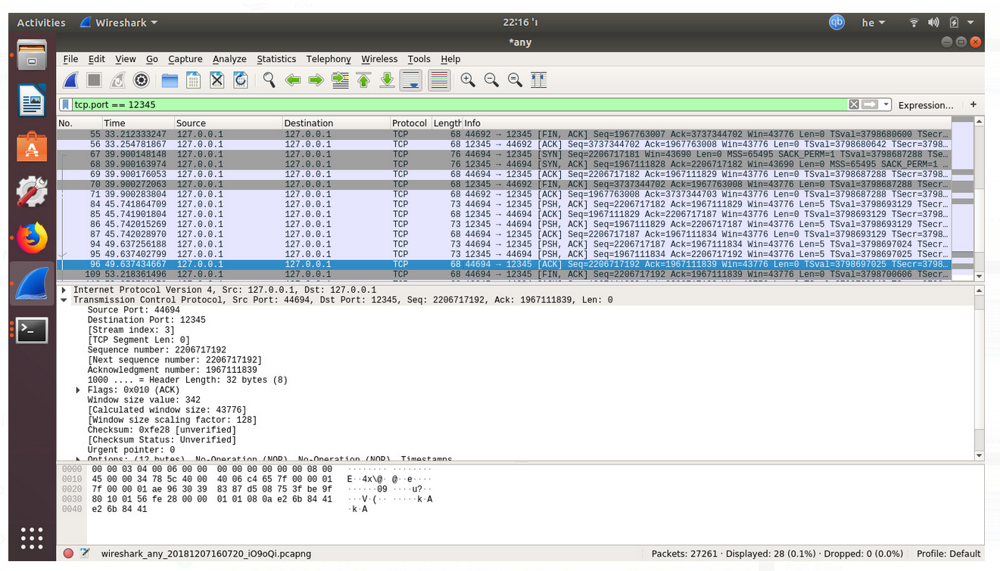 Activities Wireshark 22:16 'ו qb he
*any
File Edit View Go Capture Analyze Statistics Telephony Wireless Tools Help
tcp.port == 12345 Expression... +
No. Time Source Destination Protocol Length Info
55 33.212333247 127.0.0.1 127.0.0.1 TCP 68 44692 → 12345 [FIN, ACK] Seq=1967763007 Ack=3737344702 Win=43776 Len=0 TSval=3798680600 TSecr…
56 33.254781867 127.0.0.1 127.0.0.1 TCP 68 12345 → 44692 [ACK] Seq=3737344702 Ack=1967763008 Win=43776 Len=0 TSval=3798680642 TSecr=3798…
67 39.900148148 127.0.0.1 127.0.0.1 TCP 76 44694 → 12345 [SYN] Seq=2206717181 Win=43690 Len=0 MSS=65495 SACK_PERM=1 TSval=3798687288 TSe…
68 39.900163974 127.0.0.1 127.0.0.1 TCP 76 12345 → 44694 [SYN, ACK] Seq=1967111828 Ack=2206717182 Win=43690 Len=0 MSS=65495 SACK_PERM=1 …
69 39.900176053 127.0.0.1 127.0.0.1 TCP 68 44694 → 12345 [ACK] Seq=2206717182 Ack=1967111829 Win=43776 Len=0 TSval=3798687288 TSecr=3798…
70 39.900272063 127.0.0.1 127.0.0.1 TCP 68 12345 → 44692 [FIN, ACK] Seq=3737344702 Ack=1967763008 Win=43776 Len=0 TSval=3798687288 TSecr…
71 39.900283804 127.0.0.1 127.0.0.1 TCP 68 44692 → 12345 [ACK] Seq=1967763008 Ack=3737344703 Win=43776 Len=0 TSval=3798687288 TSecr=3798…
84 45.741864709 127.0.0.1 127.0.0.1 TCP 73 44694 → 12345 [PSH, ACK] Seq=2206717182 Ack=1967111829 Win=43776 Len=5 TSval=3798693129 TSecr…
85 45.741901804 127.0.0.1 127.0.0.1 TCP 68 12345 → 44694 [ACK] Seq=1967111829 Ack=2206717187 Win=43776 Len=0 TSval=3798693129 TSecr=3798…
86 45.742015269 127.0.0.1 127.0.0.1 TCP 73 12345 → 44694 [PSH, ACK] Seq=1967111829 Ack=2206717187 Win=43776 Len=5 TSval=3798693129 TSecr…
87 45.742028970 127.0.0.1 127.0.0.1 TCP 68 44694 → 12345 [ACK] Seq=2206717187 Ack=1967111834 Win=43776 Len=0 TSval=3798693129 TSecr=3798…
94 49.637256188 127.0.0.1 127.0.0.1 TCP 73 44694 → 12345 [PSH, ACK] Seq=2206717187 Ack=1967111834 Win=43776 Len=5 TSval=3798697024 TSecr…
95 49.637402799 127.0.0.1 127.0.0.1 TCP 73 12345 → 44694 [PSH, ACK] Seq=1967111834 Ack=2206717192 Win=43776 Len=5 TSval=3798697025 TSecr…
96 49.637434667 127.0.0.1 127.0.0.1 TCP 68 44694 → 12345 [ACK] Seq=2206717192 Ack=1967111839 Win=43776 Len=0 TSval=3798697025 TSecr=3798…
109 53.218361496 127.0.0.1 127.0.0.1 TCP 68 44694 → 12345 [FIN, ACK] Seq=2206717192 Ack=1967111839 Win=43776 Len=0 TSval=3798700606 TSecr…
Internet Protocol Version 4, Src: 127.0.0.1, Dst: 127.0.0.1
Transmission Control Protocol, Src Port: 44694, Dst Port: 12345, Seq: 2206717192, Ack: 1967111839, Len: 0
Source Port: 44694
Destination Port: 12345
[Stream index: 3]
[TCP Segment Len: 0]
Sequence number: 2206717192
[Next sequence number: 2206717192]
Acknowledgment number: 1967111839
1000 .... = Header Length: 32 bytes (8)
Flags: 0x010 (ACK)
Window size value: 342
[Calculated window size: 43776]
[Window size scaling factor: 128]
Checksum: 0xfe28 [unverified]
[Checksum Status: Unverified]
Urgent pointer: 0
Options: (12 bytes), No-Operation (NOP), No-Operation (NOP), Timestamps
0000 00 00 03 04 00 06 00 00 00 00 00 00 00 00 08 00 ········ ········
0010 45 00 00 34 78 5c 40 00 40 06 c4 65 7f 00 00 01 E··4x\@· @··e····
0020 7f 00 00 01 ae 96 30 39 83 87 d5 08 75 3f be 9f ······09 ····u?··
0030 80 10 01 56 fe 28 00 00 01 01 08 0a e2 6b 84 41 ···V·(·· ·····k·A
0040 e2 6b 84 41 ·k·A
wireshark_any_20181207160720_iO9oQi.pcapng Packets: 27261 · Displayed: 28 (0.1%) · Dropped: 0 (0.0%) Profile: Default